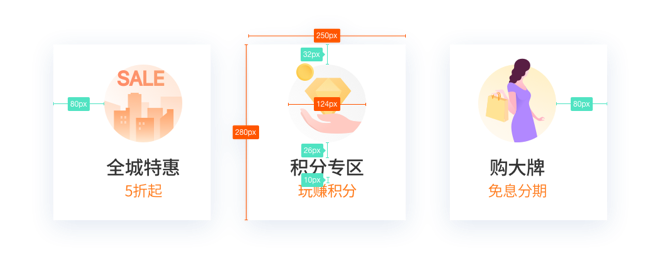 250px
32px
SALE
80px
124px
80px
280px
26px
全城特惠
积分专区
购大牌
10px
5折起
玩赚积分
免息分期